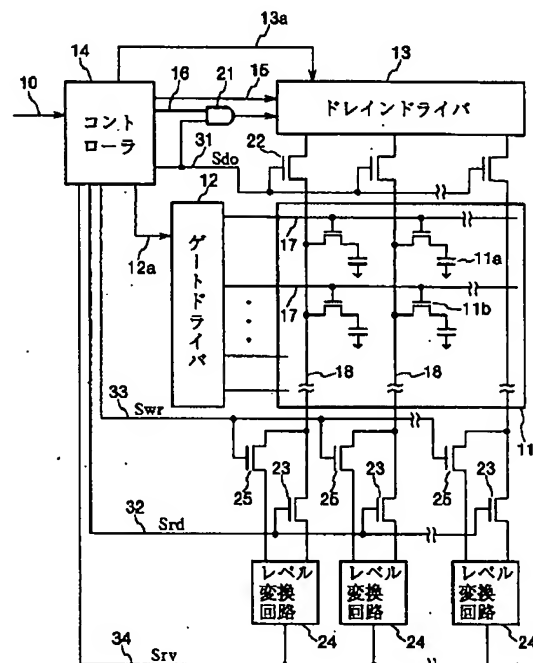 13a
14
13
10
16
15
21
コント
ローラ
ドレインドライバ
31
Sdo
22
12
17
12a
ゲートドライバ
11a
17
11b
18
18
33
Swr
11
23
23
23
25
25
25
32
Srd
レベル
変換
回路
レベル
変換
回路
レベル
変換
回路
24
24
24
34
Srv